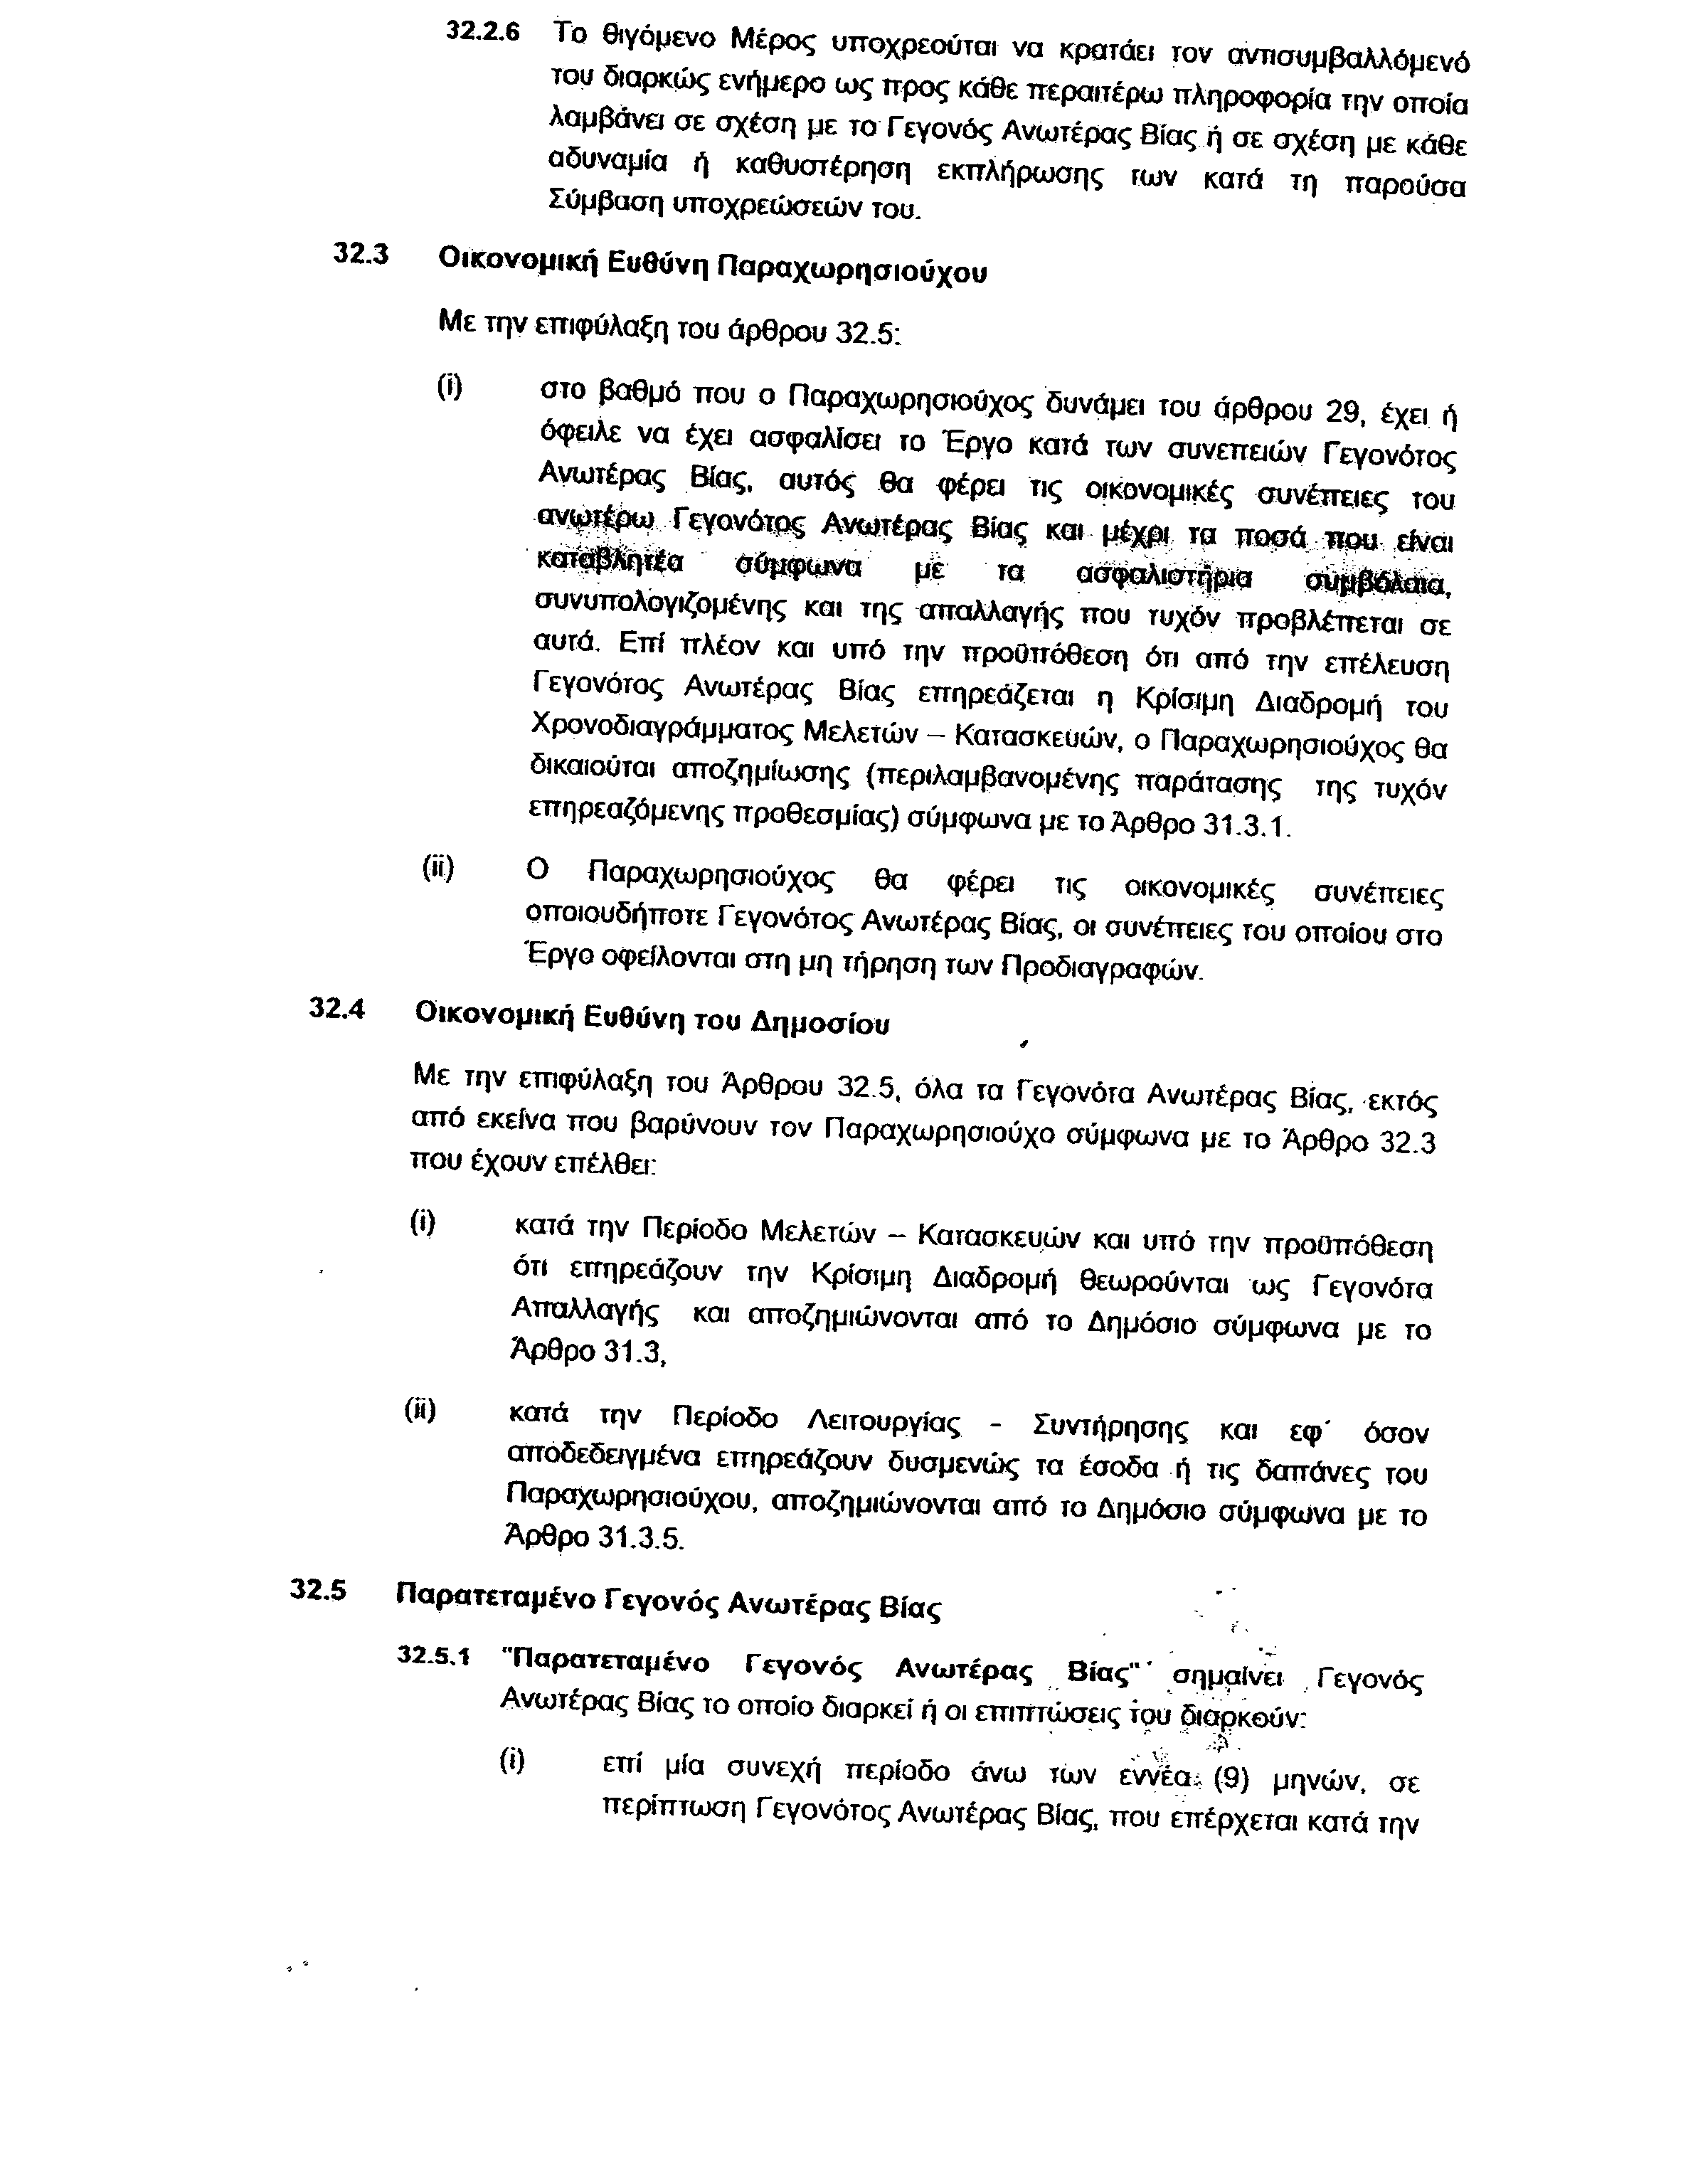 32.2.6 Το θιγόμενο Μέρος υποχρεούται να κρατάει τον αντισυμβαλλόμενό
του διαρκώς ενήμερο ως προς κάθε περαιτέρω πληροφορία την οποία
λαμβάνει σε σχέση με το Γεγονός Ανωτέρας Βίας ή σε σχέση με κάθε
αδυναμία ή καθυστέρηση εκπλήρωσης των κατά τη παρούσα
Σύμβαση υποχρεώσεών του.
32.3 Οικονομική Ευθύνη Παραχωρησιούχου
Με την επιφύλαξη του άρθρου 32.5:
(i) στο βαθμό που ο Παραχωρησιούχος δυνάμει του άρθρου 29, έχει ή
όφειλε να έχει ασφαλίσει το Έργο κατά των συνεπειών Γεγονότος
Ανωτέρας Βίας, αυτός θα φέρει τις οικονομικές συνέπειες του
ανωτέρω Γεγονότος Ανωτέρας Βίας και μέχρι τα ποσά που είναι
καταβλητέα σύμφωνα με τα ασφαλιστήρια συμβόλαια,
συνυπολογιζομένης και της απαλλαγής που τυχόν προβλέπεται σε
αυτά. Επί πλέον και υπό την προϋπόθεση ότι από την επέλευση
Γεγονότος Ανωτέρας Βίας επηρεάζεται η Κρίσιμη Διαδρομή του
Χρονοδιαγράμματος Μελετών – Κατασκευών, ο Παραχωρησιούχος θα
δικαιούται αποζημίωσης (περιλαμβανομένης παράτασης της τυχόν
επηρεαζόμενης προθεσμίας) σύμφωνα με το Άρθρο 31.3.1.
(ii) Ο Παραχωρησιούχος θα φέρει τις οικονομικές συνέπειες
οποιουδήποτε Γεγονότος Ανωτέρας Βίας, οι συνέπειες του οποίου στο
Έργο οφείλονται στη μη τήρηση των Προδιαγραφών.
32.4 Οικονομική Ευθύνη του Δημοσίου
Με την επιφύλαξη του Άρθρου 32.5, όλα τα Γεγονότα Ανωτέρας Βίας, εκτός
από εκείνα που βαρύνουν τον Παραχωρησιούχο σύμφωνα με το Άρθρο 32.3
που έχουν επέλθει:
(i) κατά την Περίοδο Μελετών – Κατασκευών και υπό την προϋπόθεση
ότι επηρεάζουν την Κρίσιμη Διαδρομή θεωρούνται ως Γεγονότα
Απαλλαγής και αποζημιώνονται από το Δημόσιο σύμφωνα με το
Άρθρο 31.3,
(ii) κατά την Περίοδο Λειτουργίας - Συντήρησης και εφ΄ όσον
αποδεδειγμένα επηρεάζουν δυσμενώς τα έσοδα ή τις δαπάνες του
Παραχωρησιούχου, αποζημιώνονται από το Δημόσιο σύμφωνα με το
Άρθρο 31.3.5.
32.5 Παρατεταμένο Γεγονός Ανωτέρας Βίας
32.5.1 "Παρατεταμένο Γεγονός Ανωτέρας Βίας" σημαίνει Γεγονός
Ανωτέρας Βίας το οποίο διαρκεί ή οι επιπτώσεις του διαρκούν:
(i) επί μία συνεχή περίοδο άνω των εννέα (9) μηνών, σε
περίπτωση Γεγονότος Ανωτέρας Βίας, που επέρχεται κατά την